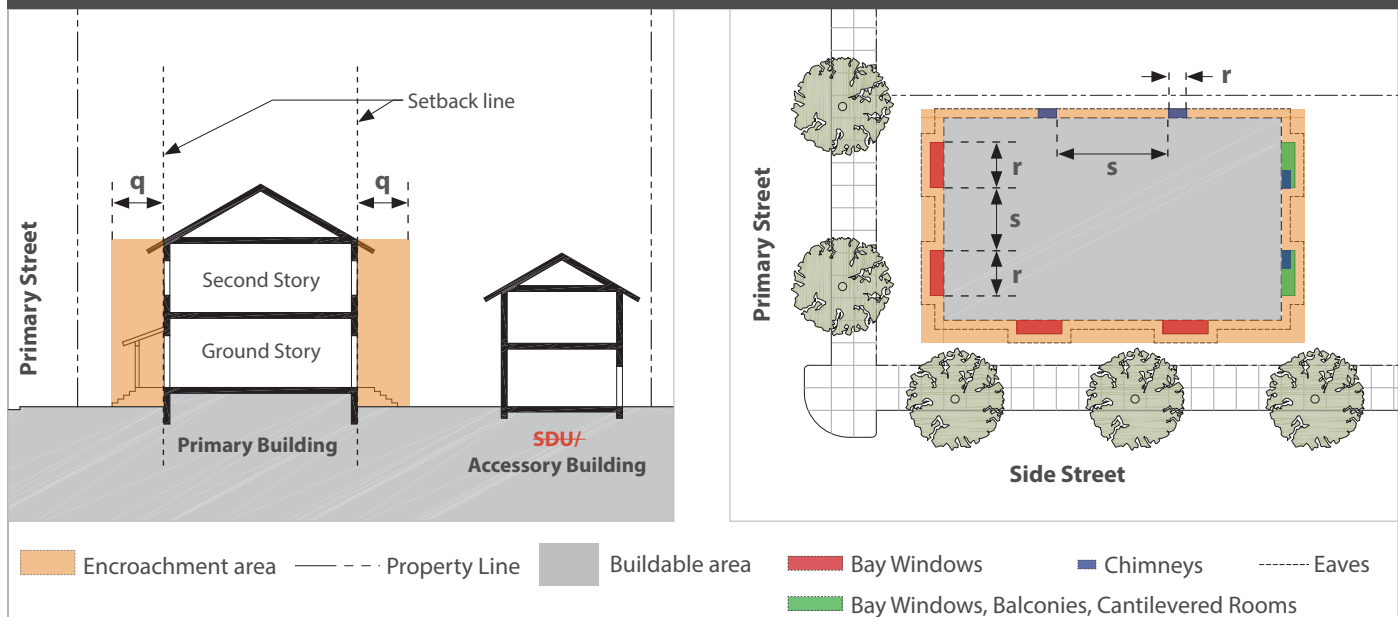 Setback line
q
q
Primary Street
Second Story
Ground Story
Primary Building
SDU/
Accessory Building
r
s
r
s
r
Primary Street
Side Street
Encroachment area
Property Line
Buildable area
Bay Windows
Chimneys
Eaves
Bay Windows, Balconies, Cantilevered Rooms